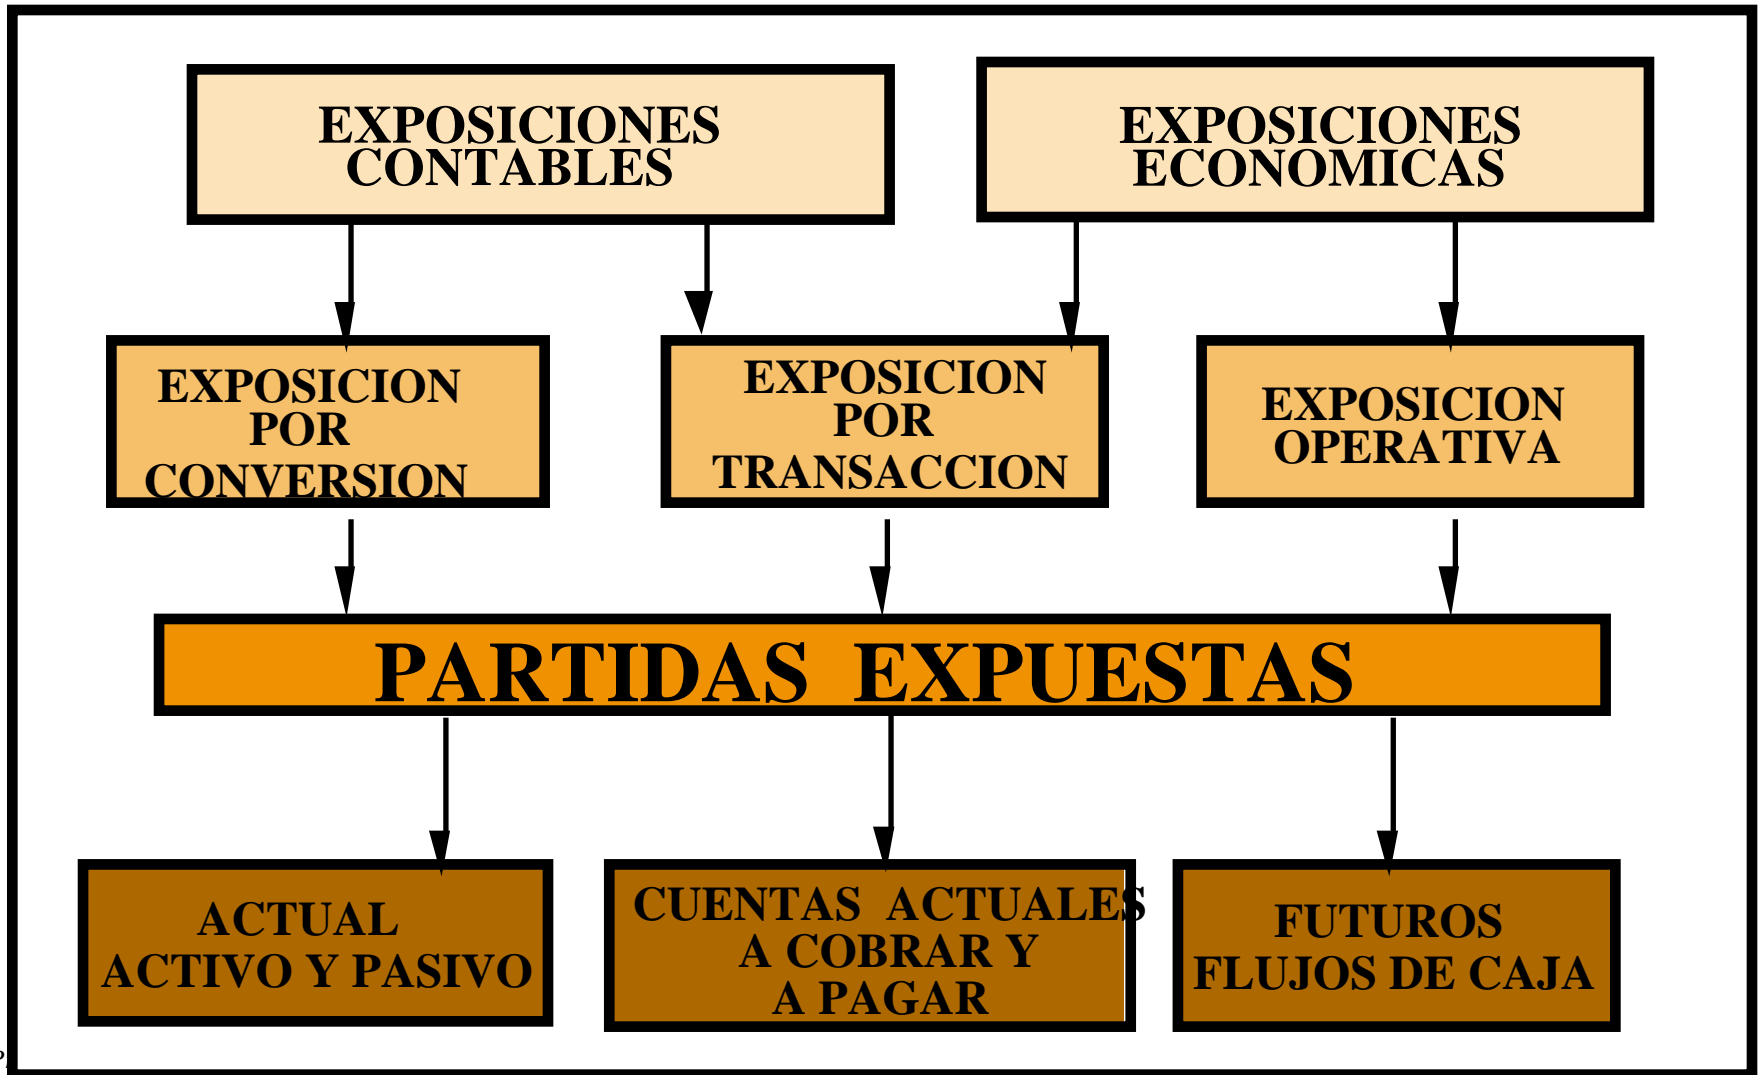 EXPOSICIONES
CONTABLES
EXPOSICIONES
ECONOMICAS
EXPOSICION
POR
CONVERSION
EXPOSICION
POR
TRANSACCION
EXPOSICION
OPERATIVA
PARTIDAS EXPUESTAS
ACTUAL
ACTIVO Y PASIVO
CUENTAS ACTUALES
A COBRAR Y
A PAGAR
FUTUROS
FLUJOS DE CAJA